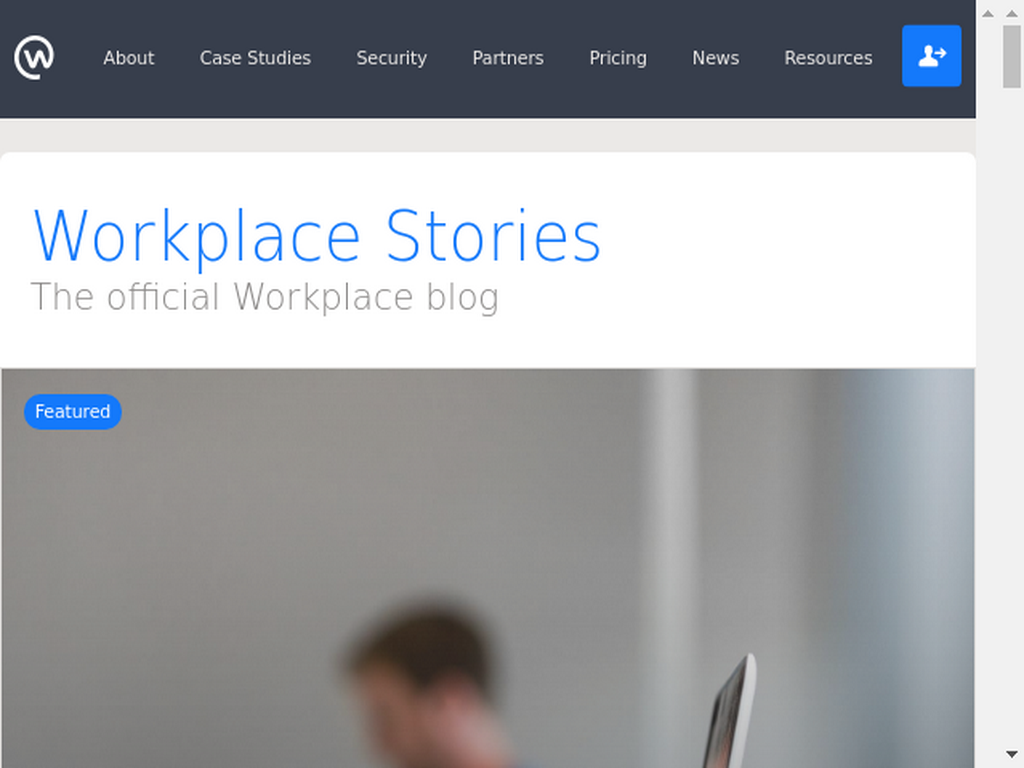 About Case Studies Security Partners Pricing News Resources
Workplace Stories
The official Workplace blog
Featured